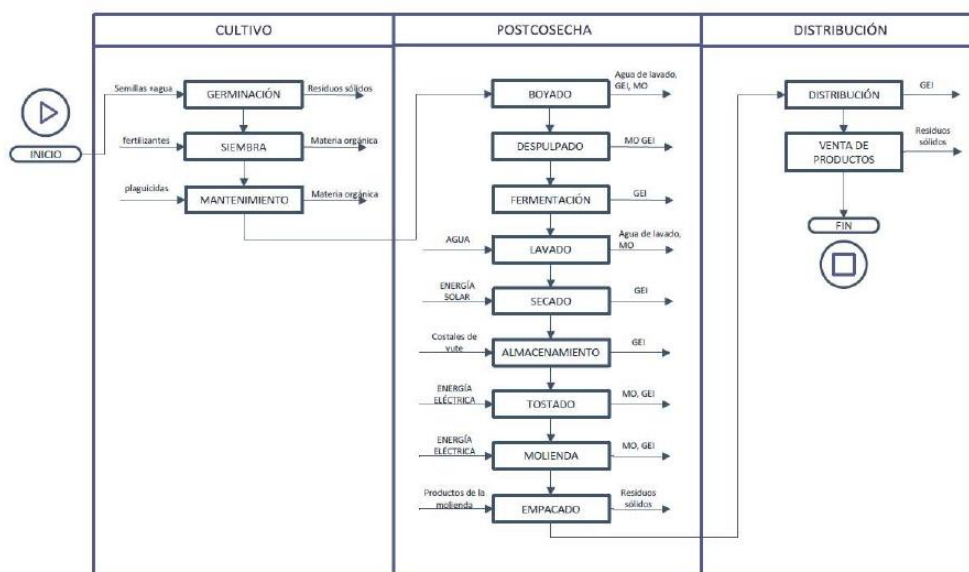 CULTIVO
POSTCOSECHA
DISTRIBUCIÓN
INICIO
Semillas +agua
GERMINACIÓN
Residuos sólidos
fertilizantes
SIEMBRA
Materia orgánica
plaguicidas
MANTENIMIENTO
Materia orgánica
BOYADO
Agua de lavado,
GEI, MO
DESPULPADO
MO GEI
FERMENTACIÓN
GEI
AGUA
LAVADO
Agua de lavado,
MO
ENERGÍA
SOLAR
SECADO
GEI
Costales de
yute
ALMACENAMIENTO
GEI
ENERGÍA
ELÉCTRICA
TOSTADO
MO, GEI
ENERGÍA
ELÉCTRICA
MOLIENDA
MO, GEI
Productos de la
molienda
EMPACADO
Residuos
sólidos
DISTRIBUCIÓN
GEI
VENTA DE
PRODUCTOS
Residuos
sólidos
FIN